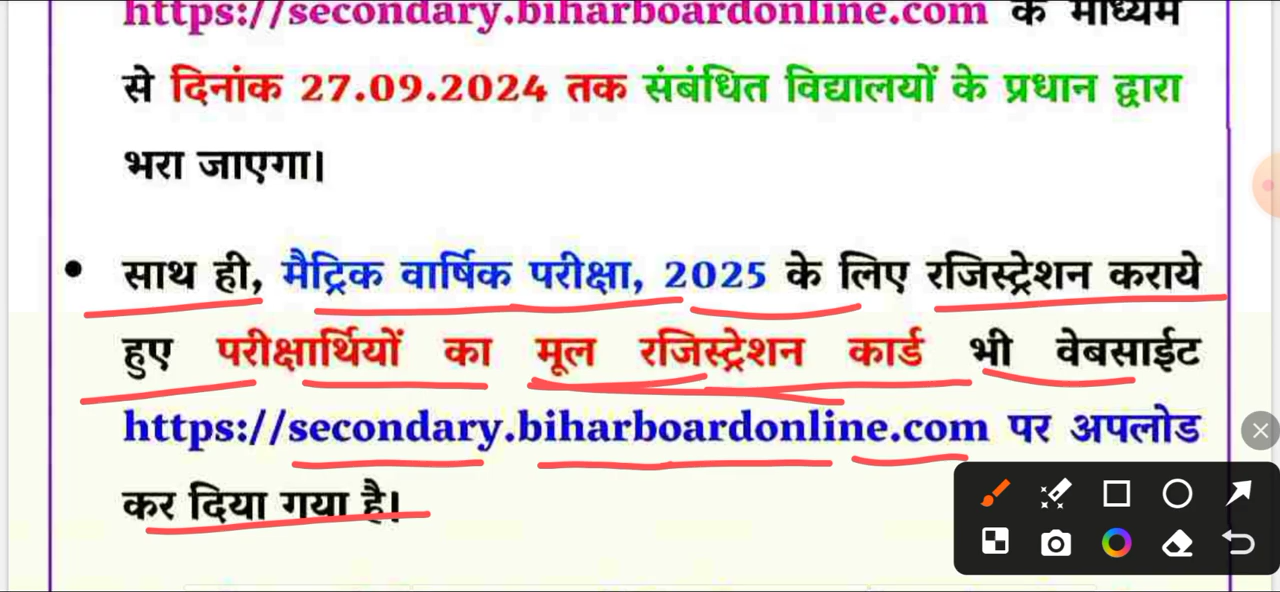 https://secondary.biharboardonline.com के माध्यम
से दिनांक 27.09.2024 तक संबंधित विद्यालयों के प्रधान द्वारा
भरा जाएगा।
• साथ ही, मैट्रिक वार्षिक परीक्षा, 2025 के लिए रजिस्ट्रेशन कराये
हुए परीक्षार्थियों का मूल रजिस्ट्रेशन कार्ड भी वेबसाईट
https://secondary.biharboardonline.com पर अपलोड
कर दिया गया है।